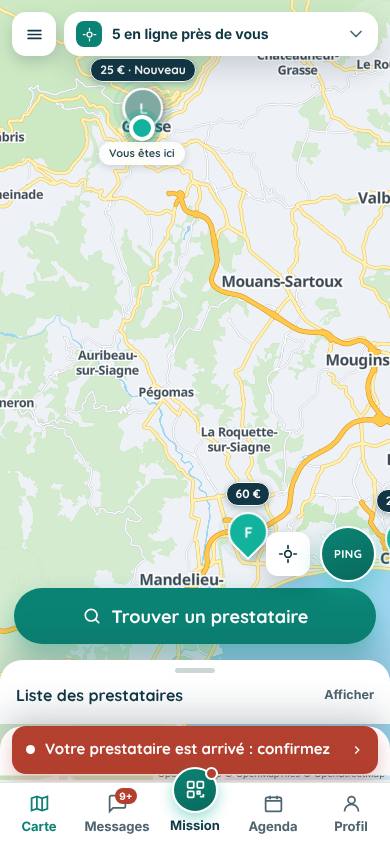 5 en ligne près de vous
Châteauneuf-
Grasse
Le Ro
25 € · Nouveau
L
Vous êtes ici
Valb
Mouans-Sartoux
Mougins
Auribeau-
sur-Siagne
Pégomas
La Roquette-
sur-Siagne
60 €
F
PING
Mandelieu-
Trouver un prestataire
Liste des prestataires
Afficher
Votre prestataire est arrivé : confirmez
9+
Carte
Messages
Mission
Agenda
Profil